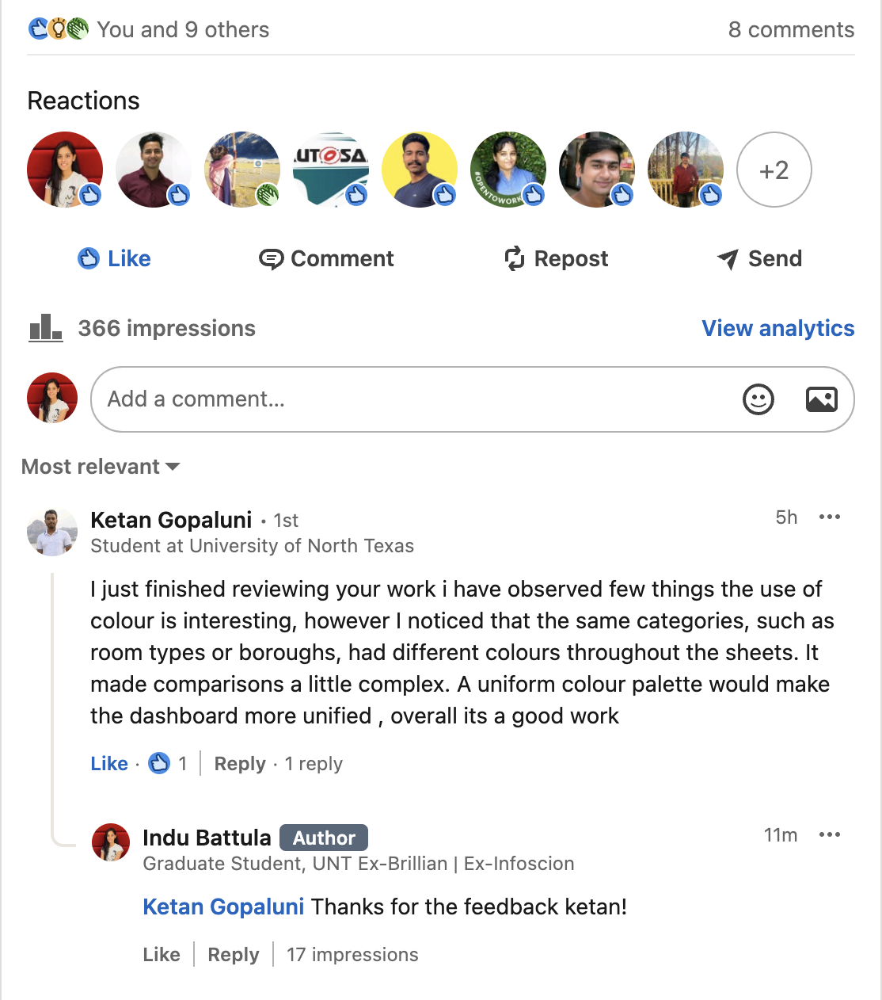 You and 9 others
8 comments
Reactions
UTOSA
#OPENTOWORK
+2
Like
Comment
Repost
Send
366 impressions
View analytics
Add a comment...
Most relevant
Ketan Gopaluni • 1st
5h
Student at University of North Texas
I just finished reviewing your work i have observed few things the use of
colour is interesting, however I noticed that the same categories, such as
room types or boroughs, had different colours throughout the sheets. It
made comparisons a little complex. A uniform colour palette would make
the dashboard more unified , overall its a good work
Like · 1 | Reply · 1 reply
Indu Battula Author
11m
Graduate Student, UNT Ex-Brillian | Ex-Infoscion
Ketan Gopaluni Thanks for the feedback ketan!
Like | Reply | 17 impressions